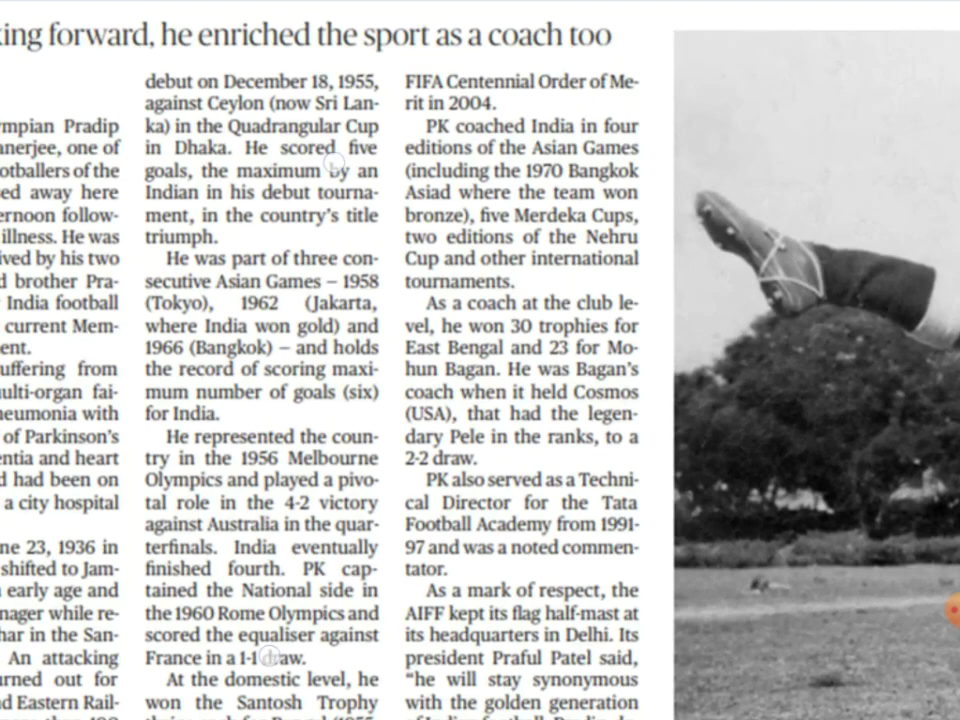 king forward, he enriched the sport as a coach too
ympian Pradip
anerjee, one of
otballers of the
sed away here
ernoon follow-
illness. He was
ived by his two
d brother Pra-
India football
current Mem-
ent.
uffering from
ulti-organ fai-
neumonia with
of Parkinson's
entia and heart
d had been on
a city hospital
ne 23, 1936 in
shifted to Jam-
early age and
nager while re-
har in the San-
An attacking
urned out for
nd Eastern Rail-
debut on December 18, 1955,
against Ceylon (now Sri Lan-
ka) in the Quadrangular Cup
in Dhaka. He scored five
goals, the maximum by an
Indian in his debut tourna-
ment, in the country's title
triumph.
He was part of three con-
secutive Asian Games – 1958
(Tokyo), 1962 (Jakarta,
where India won gold) and
1966 (Bangkok) – and holds
the record of scoring maxi-
mum number of goals (six)
for India.
He represented the coun-
try in the 1956 Melbourne
Olympics and played a pivo-
tal role in the 4-2 victory
against Australia in the quar-
terfinals. India eventually
finished fourth. PK cap-
tained the National side in
the 1960 Rome Olympics and
scored the equaliser against
France in a 1-1 draw.
At the domestic level, he
won the Santosh Trophy
FIFA Centennial Order of Me-
rit in 2004.
PK coached India in four
editions of the Asian Games
(including the 1970 Bangkok
Asiad where the team won
bronze), five Merdeka Cups,
two editions of the Nehru
Cup and other international
tournaments.
As a coach at the club le-
vel, he won 30 trophies for
East Bengal and 23 for Mo-
hun Bagan. He was Bagan's
coach when it held Cosmos
(USA), that had the legen-
dary Pele in the ranks, to a
2-2 draw.
PK also served as a Techni-
cal Director for the Tata
Football Academy from 1991-
97 and was a noted commen-
tator.
As a mark of respect, the
AIFF kept its flag half-mast at
its headquarters in Delhi. Its
president Praful Patel said,
"he will stay synonymous
with the golden generation